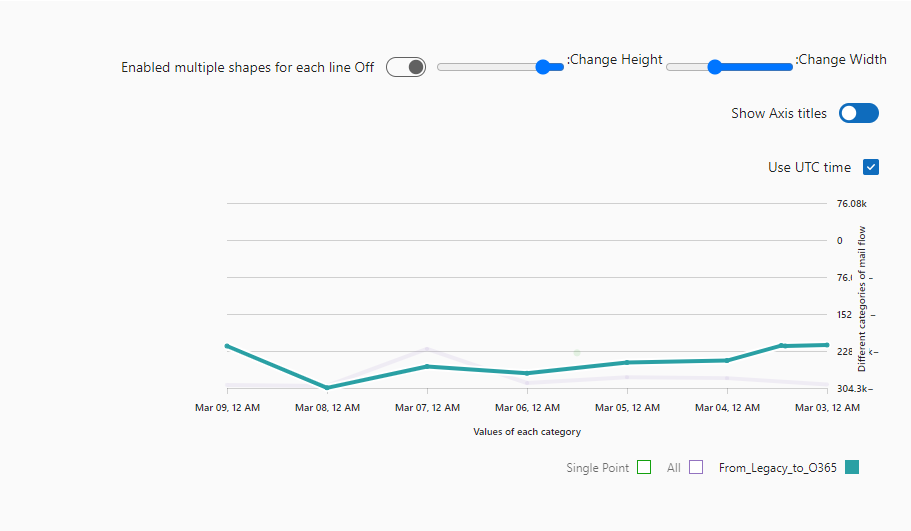 Enabled multiple shapes for each line Off
:Change Height
:Change Width
Show Axis titles
Use UTC time
76.08k
0
76.0 –
152 –
228 k–
304.3k–
Different categories of mail flow
Mar 09, 12 AM Mar 08, 12 AM Mar 07, 12 AM Mar 06, 12 AM Mar 05, 12 AM Mar 04, 12 AM Mar 03, 12 AM
Values of each category
Single Point All From_Legacy_to_O365